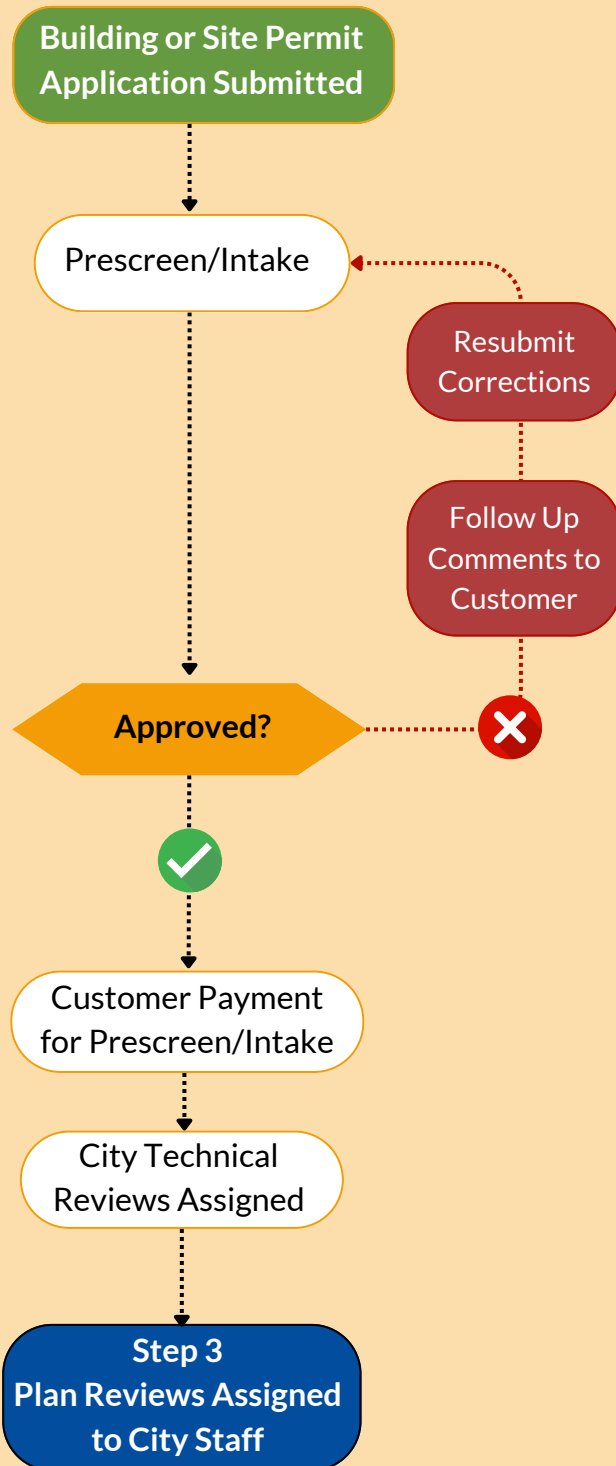 Building or Site Permit
Application Submitted
Prescreen/Intake
Resubmit
Corrections
Follow Up
Comments to
Customer
Approved?
Customer Payment
for Prescreen/Intake
City Technical
Reviews Assigned
Step 3
Plan Reviews Assigned
to City Staff